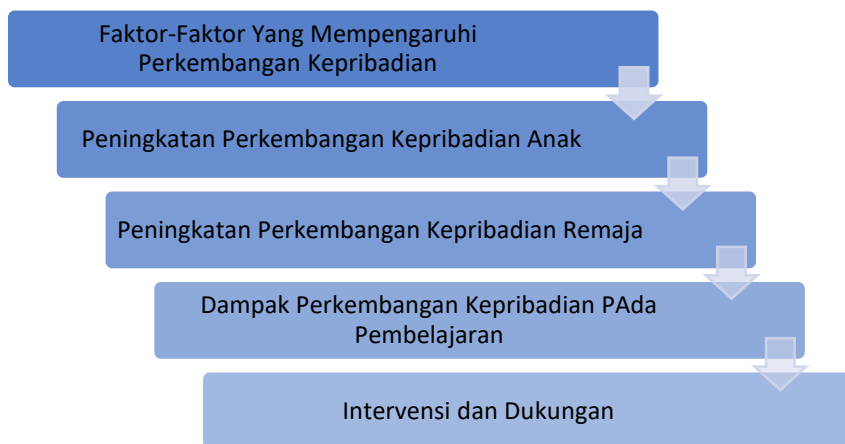 Faktor-Faktor Yang Mempengaruhi
Perkembangan Kepribadian
Peningkatan Perkembangan Kepribadian Anak
Peningkatan Perkembangan Kepribadian Remaja
Dampak Perkembangan Kepribadian PAda
Pembelajaran
Intervensi dan Dukungan